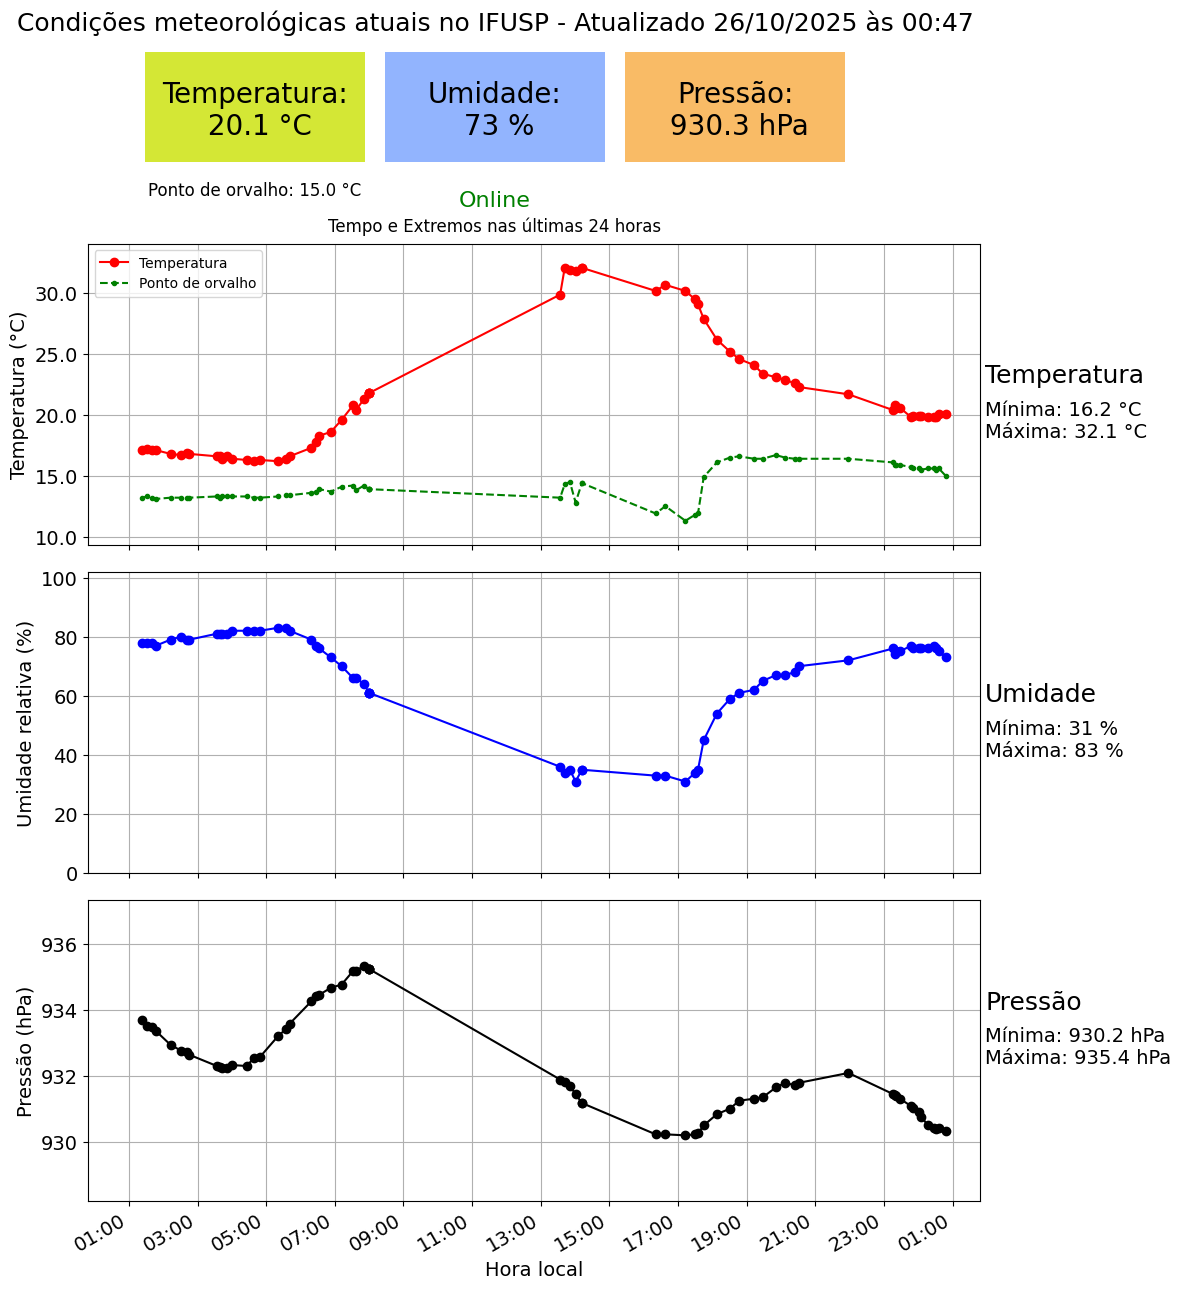 Condições meteorológicas atuais no IFUSP - Atualizado 26/10/2025 às 00:47
Temperatura:
20.1 °C
Umidade:
73 %
Pressão:
930.3 hPa
Ponto de orvalho: 15.0 °C
Online
Tempo e Extremos nas últimas 24 horas
Temperatura
Ponto de orvalho
Temperatura (°C)
30.0
25.0
20.0
15.0
10.0
Temperatura
Mínima: 16.2 °C
Máxima: 32.1 °C
Umidade relativa (%)
100
80
60
40
20
0
Umidade
Mínima: 31 %
Máxima: 83 %
Pressão (hPa)
936
934
932
930
Pressão
Mínima: 930.2 hPa
Máxima: 935.4 hPa
01:00 03:00 05:00 07:00 09:00 11:00 13:00 15:00 17:00 19:00 21:00 23:00 01:00
Hora local